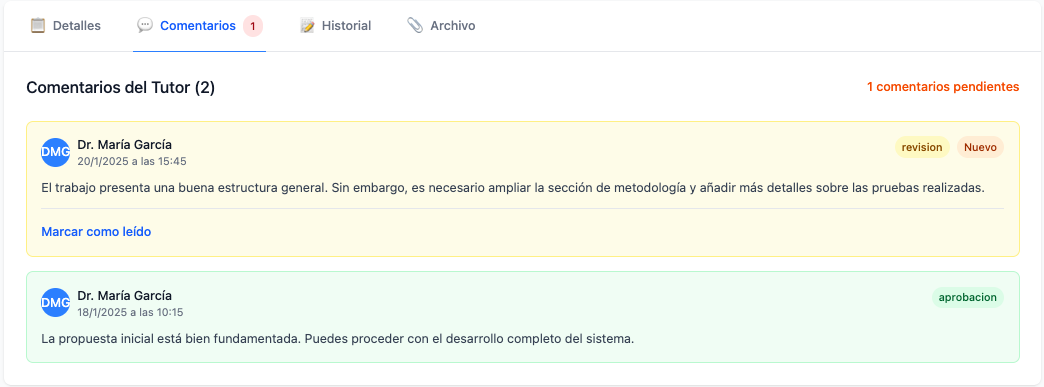 Detalles
Comentarios 1
Historial
Archivo
Comentarios del Tutor (2)
1 comentarios pendientes
DMG
Dr. María García
20/1/2025 a las 15:45
revision
Nuevo
El trabajo presenta una buena estructura general. Sin embargo, es necesario ampliar la sección de metodología y añadir más detalles sobre las pruebas realizadas.
Marcar como leído
DMG
Dr. María García
18/1/2025 a las 10:15
aprobacion
La propuesta inicial está bien fundamentada. Puedes proceder con el desarrollo completo del sistema.